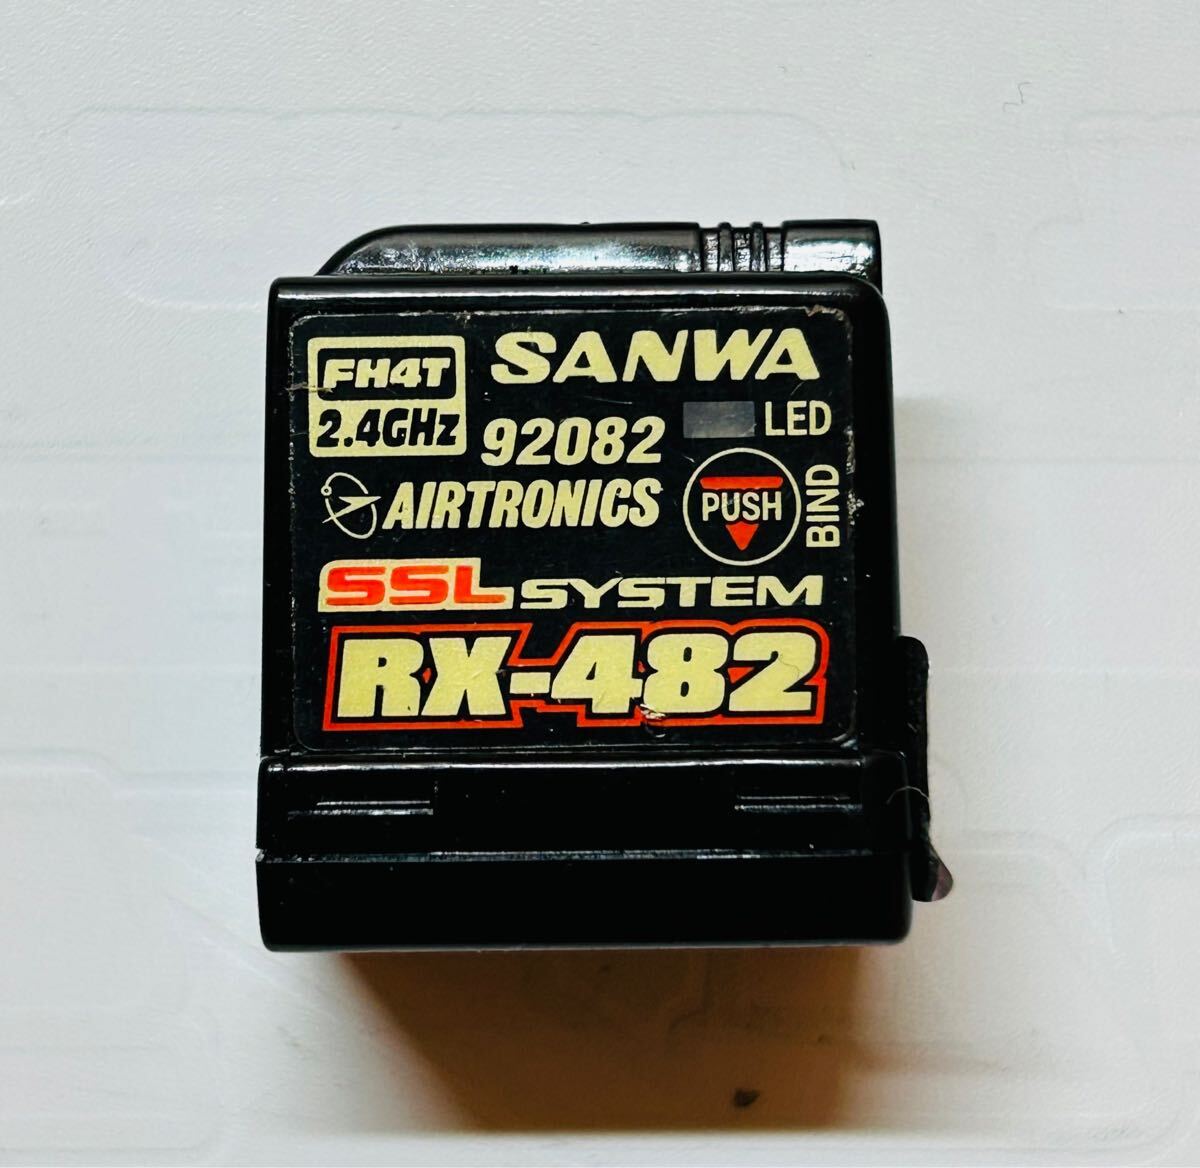 FH4T
2.4GHz
SANWA
92082
LED
AIRTRONICS
PUSH
BIND
SSL SYSTEM
RX-482